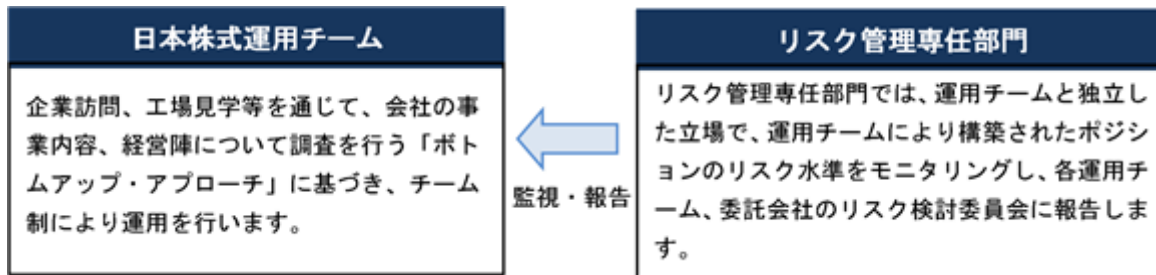 日本株式運用チーム
企業訪問、工場見学等を通じて、会社の事
業内容、経営陣について調査を行う「ボト
ムアップ・アプローチ」に基づき、チーム
制により運用を行います。
監視・報告
リスク管理専任部門
リスク管理専任部門では、運用チームと独立し
た立場で、運用チームにより構築されたポジシ
ョンのリスク水準をモニタリングし、各運用チ
ーム、委託会社のリスク検討委員会に報告しま
す。